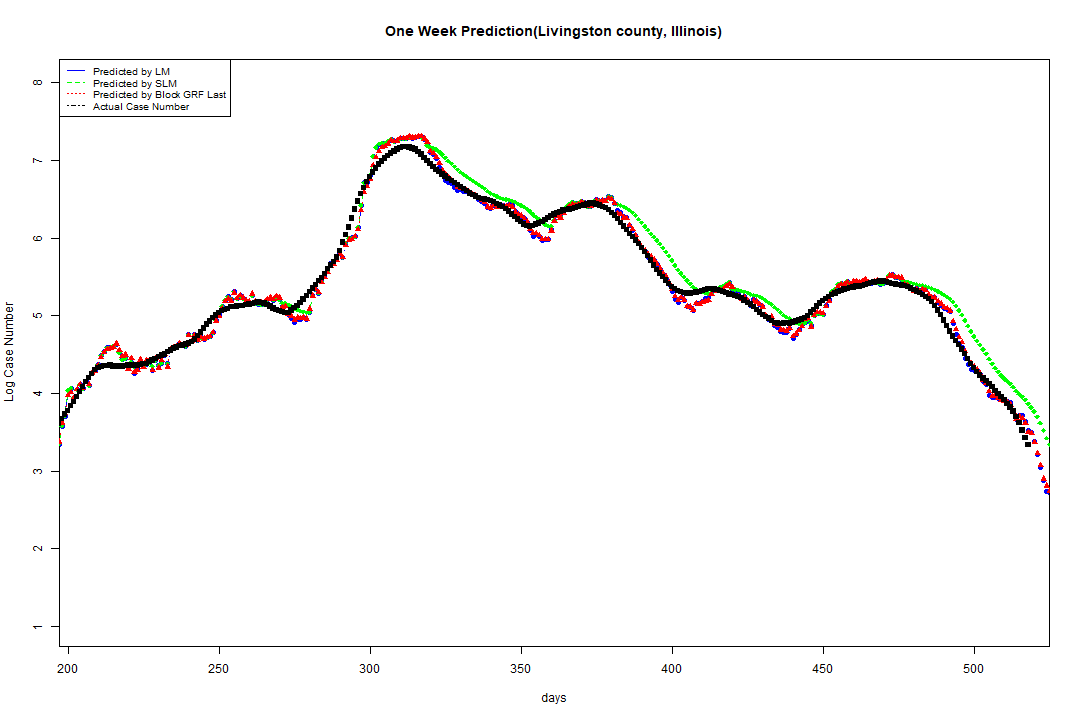 One Week Prediction(Livingston county, Illinois)
Predicted by LM
Predicted by SLM
Predicted by Block GRF Last
Actual Case Number
8
7
6
5
4
3
2
1
Log Case Number
200 250 300 350 400 450 500
days